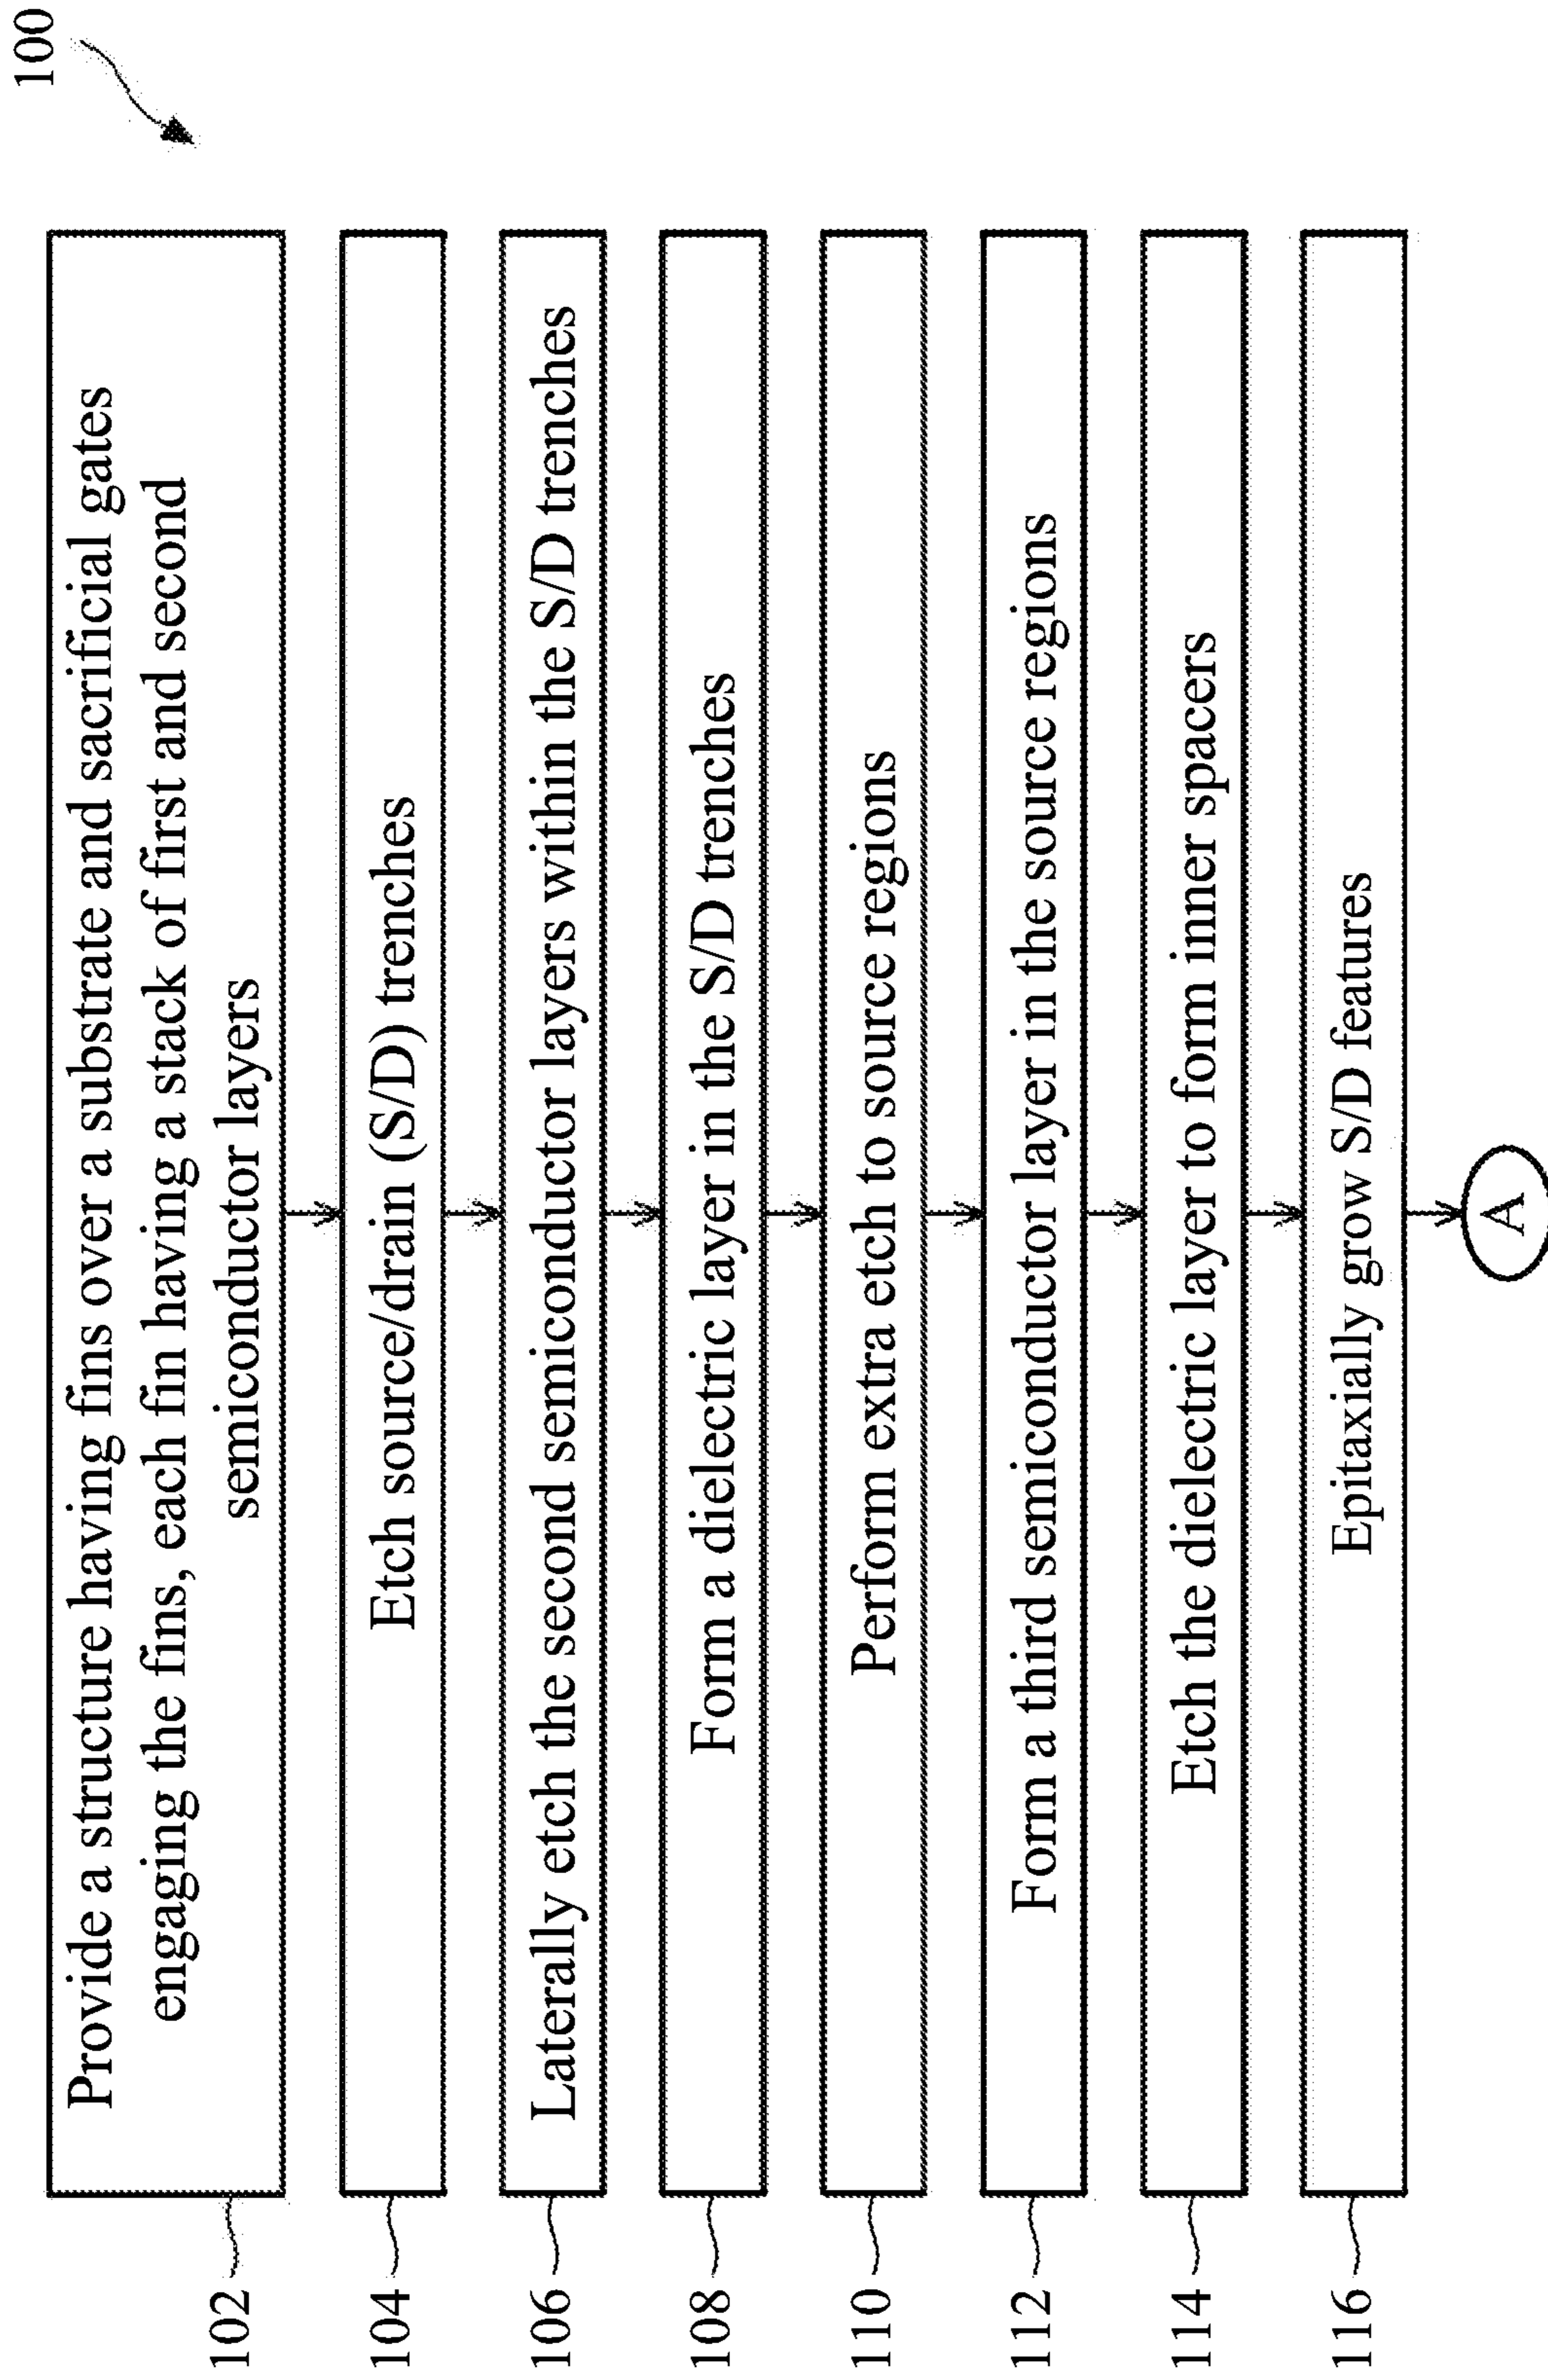 100
Provide a structure having fins over a substrate and sacrificial gates
engaging the fins, each fin having a stack of first and second
semiconductor layers
102
Etch source/drain (S/D) trenches
104
Laterally etch the second semiconductor layers within the S/D trenches
106
Form a dielectric layer in the S/D trenches
108
Perform extra etch to source regions
110
Form a third semiconductor layer in the source regions
112
Etch the dielectric layer to form inner spacers
114
Epitaxially grow S/D features
116
A